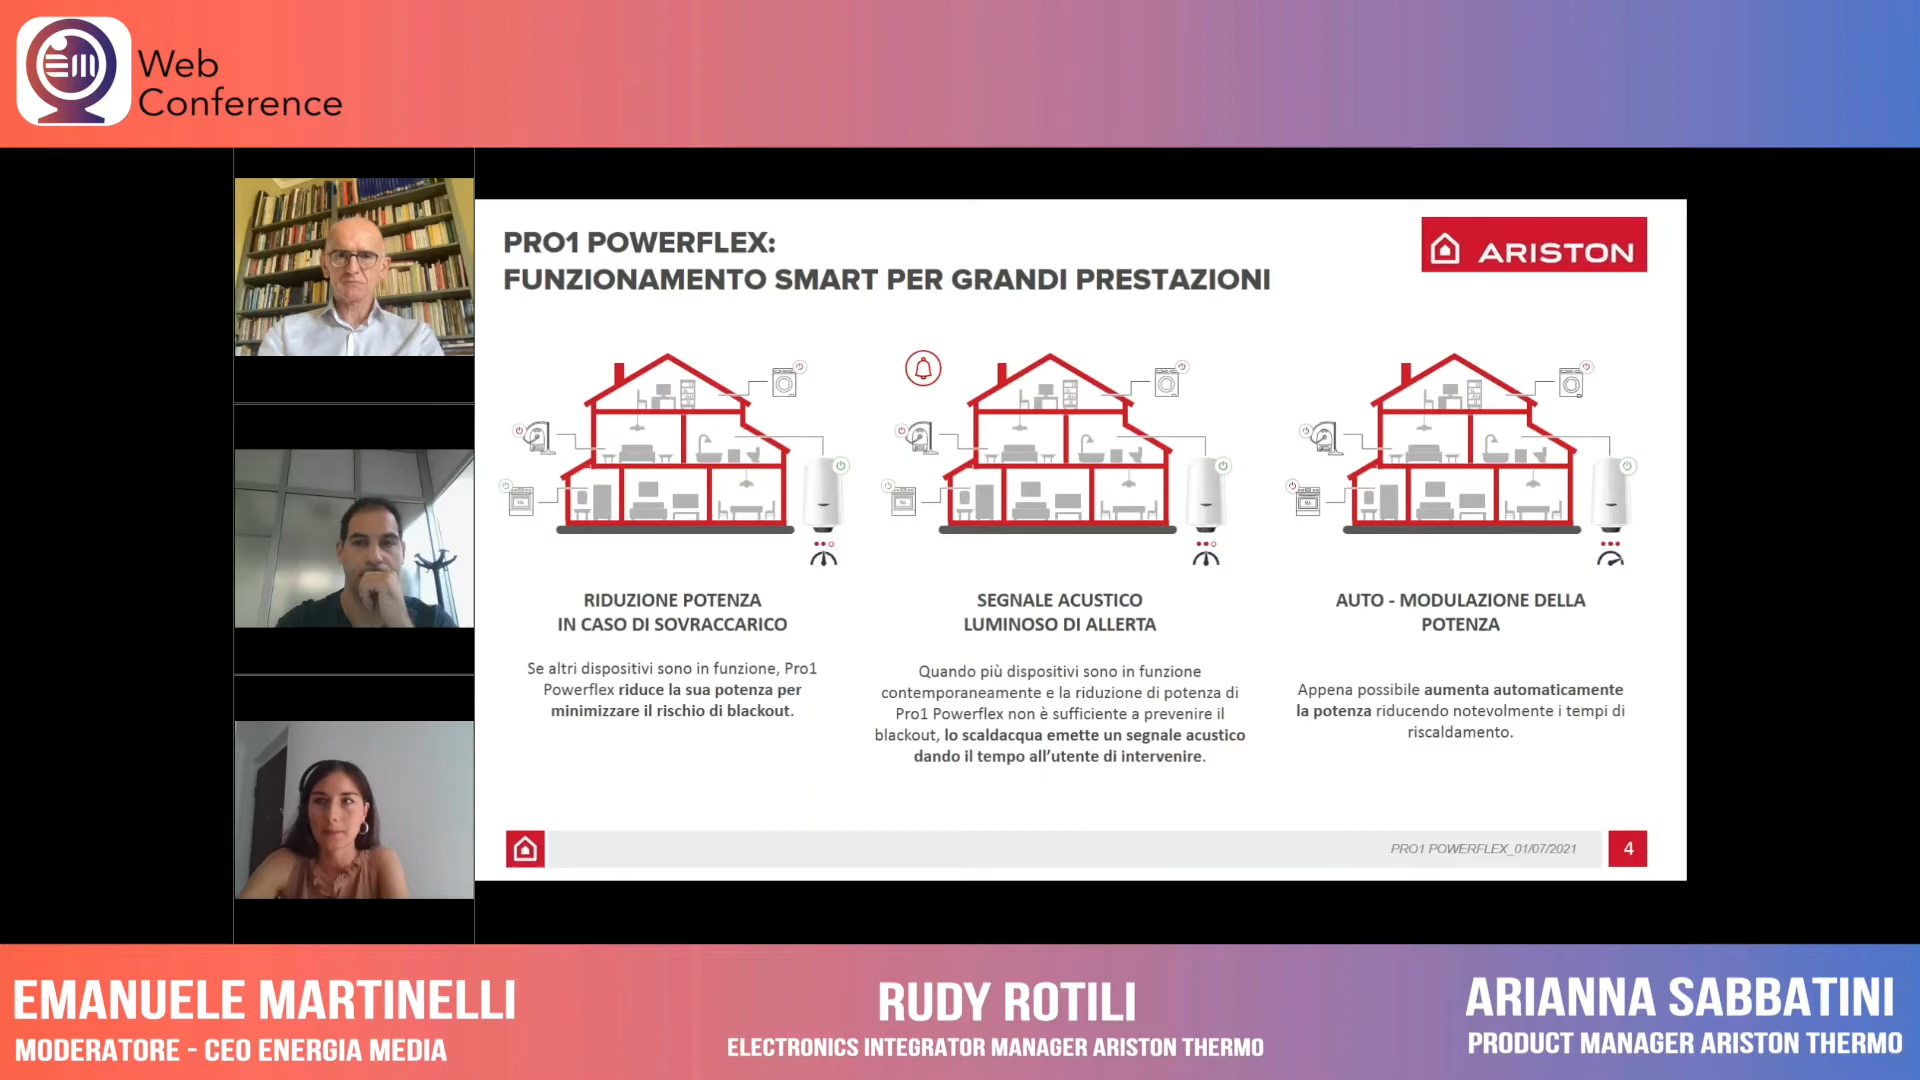 Web
Conference
PRO1 POWERFLEX:
FUNZIONAMENTO SMART PER GRANDI PRESTAZIONI
ARISTON
RIDUZIONE POTENZA
IN CASO DI SOVRACCARICO
Se altri dispositivi sono in funzione, Pro1
Powerflex riduce la sua potenza per
minimizzare il rischio di blackout.
SEGNALE ACUSTICO
LUMINOSO DI ALLERTA
Quando più dispositivi sono in funzione
contemporaneamente e la riduzione di potenza di
Pro1 Powerflex non è sufficiente a prevenire il
blackout, lo scaldacqua emette un segnale acustico
dando il tempo all'utente di intervenire.
AUTO - MODULAZIONE DELLA
POTENZA
Appena possibile aumenta automaticamente
la potenza riducendo notevolmente i tempi di
riscaldamento.
PRO1 POWERFLEX_01/07/2021
4
EMANUELE MARTINELLI
MODERATORE - CEO ENERGIA MEDIA
RUDY ROTILI
ELECTRONICS INTEGRATOR MANAGER ARISTON THERMO
ARIANNA SABBATINI
PRODUCT MANAGER ARISTON THERMO